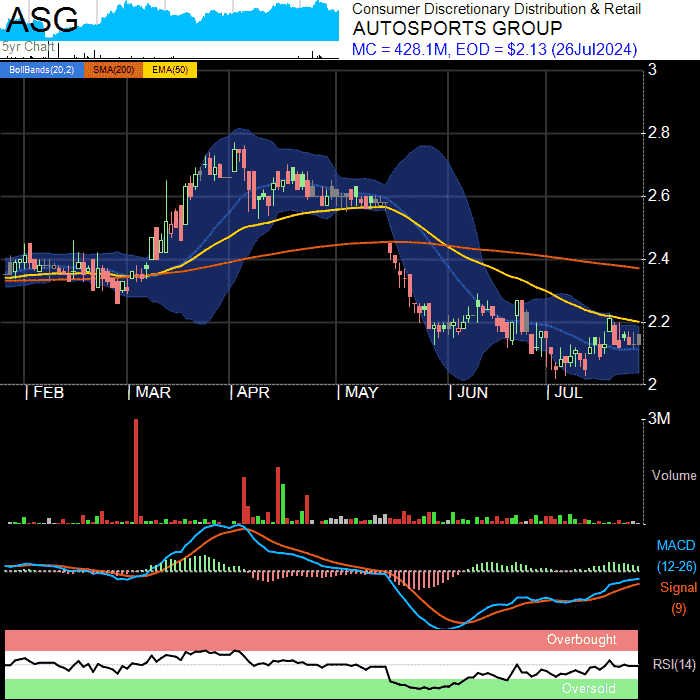 ASG
5yr Chart
Consumer Discretionary Distribution & Retail
AUTOSPORTS GROUP
MC = 428.1M, EOD = $2.13 (26Jul2024)
BollBands(20,2) SMA(200) EMA(50)
3
2.8
2.6
2.4
2.2
2
FEB MAR APR MAY JUN JUL
3M
Volume
MACD
(12-26)
Signal
(9)
Overbought
RSI(14)
Oversold